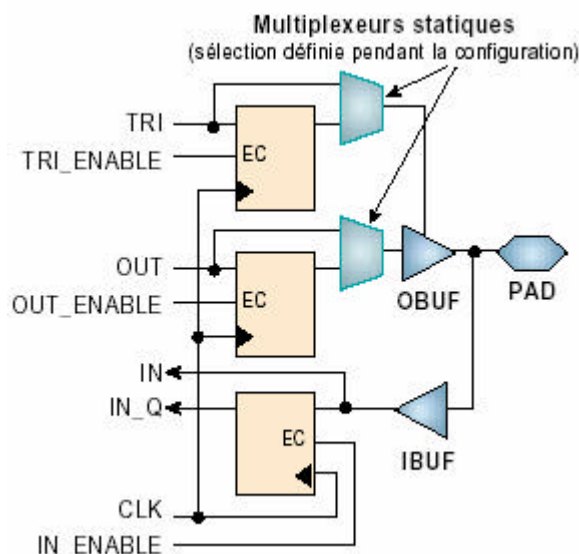 Multiplexeurs statiques
(sélection définie pendant la configuration)
TRI
TRI_ENABLE
EC
OUT
OUT_ENABLE
EC
OBUF
PAD
IN
IN_Q
EC
IBUF
CLK
IN_ENABLE